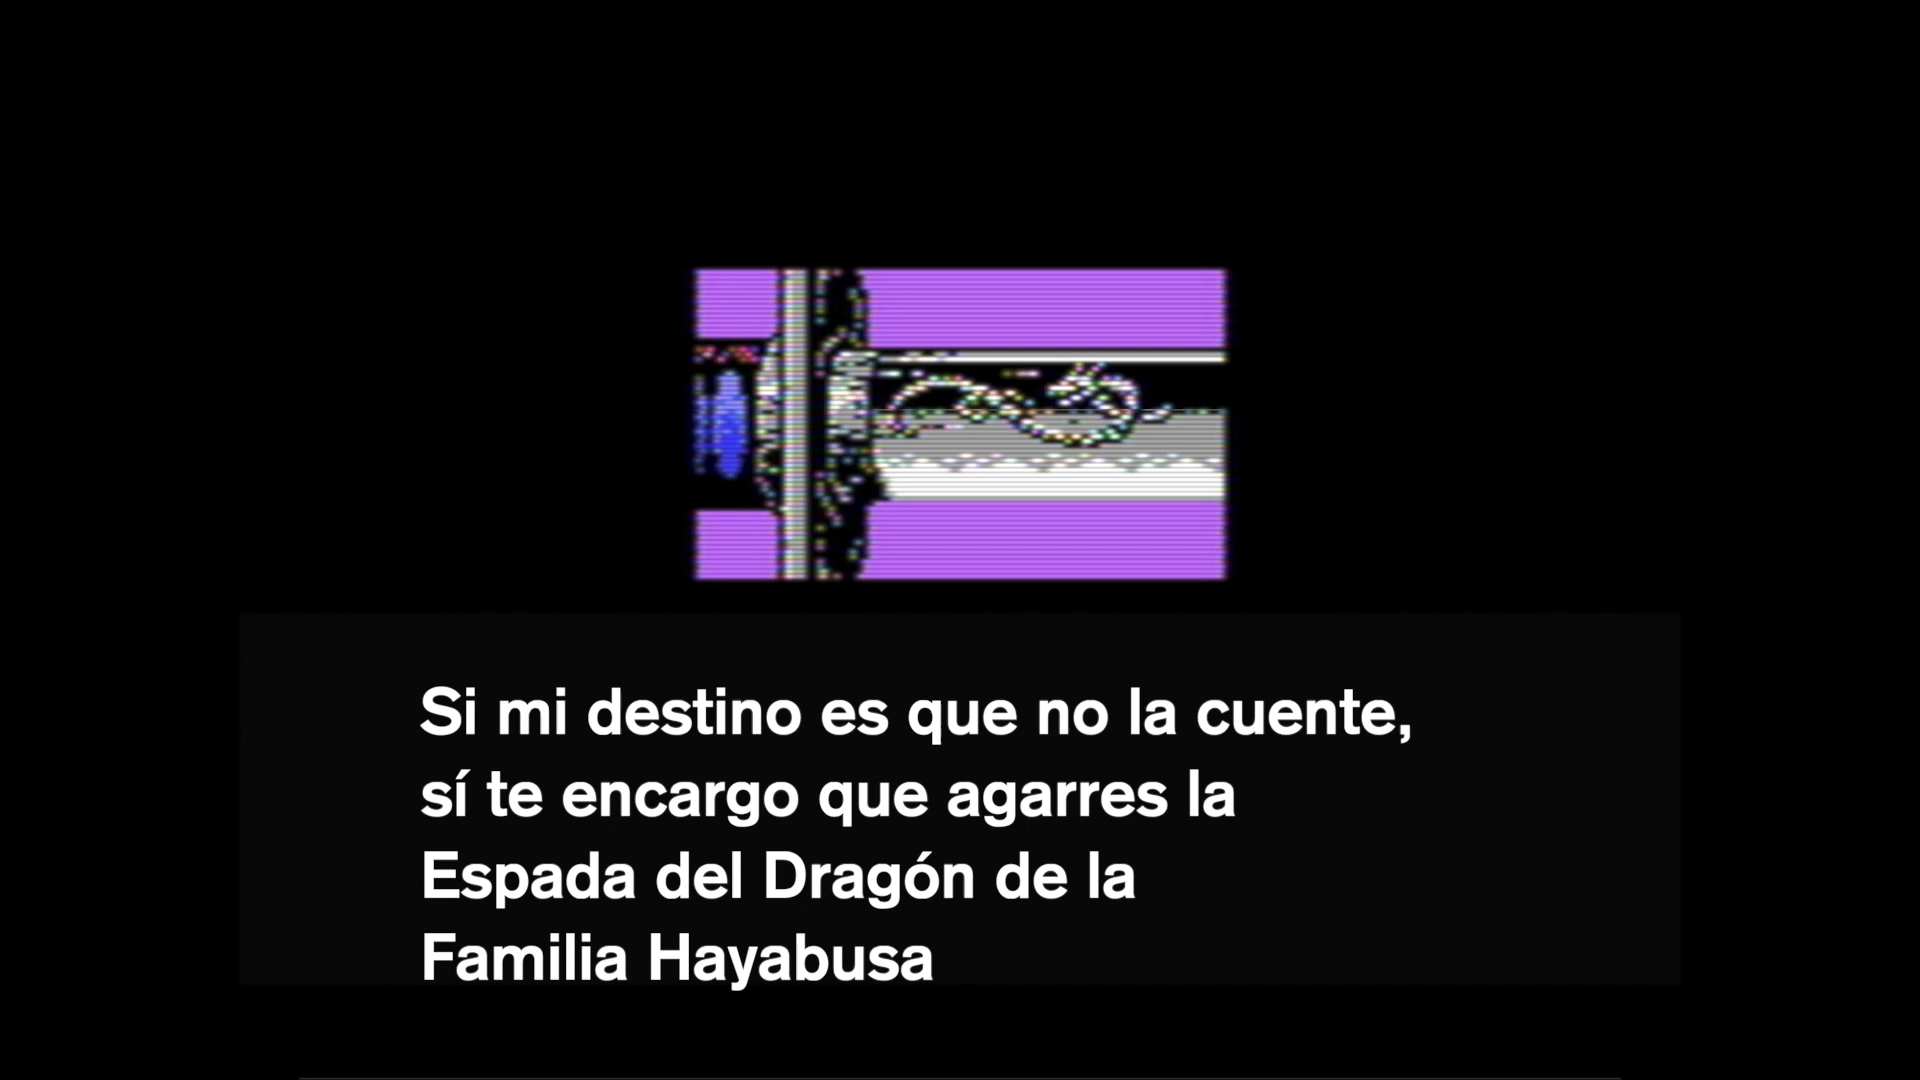 Si mi destino es que no la cuente,
sí te encargo que agarres la
Espada del Dragón de la
Familia Hayabusa